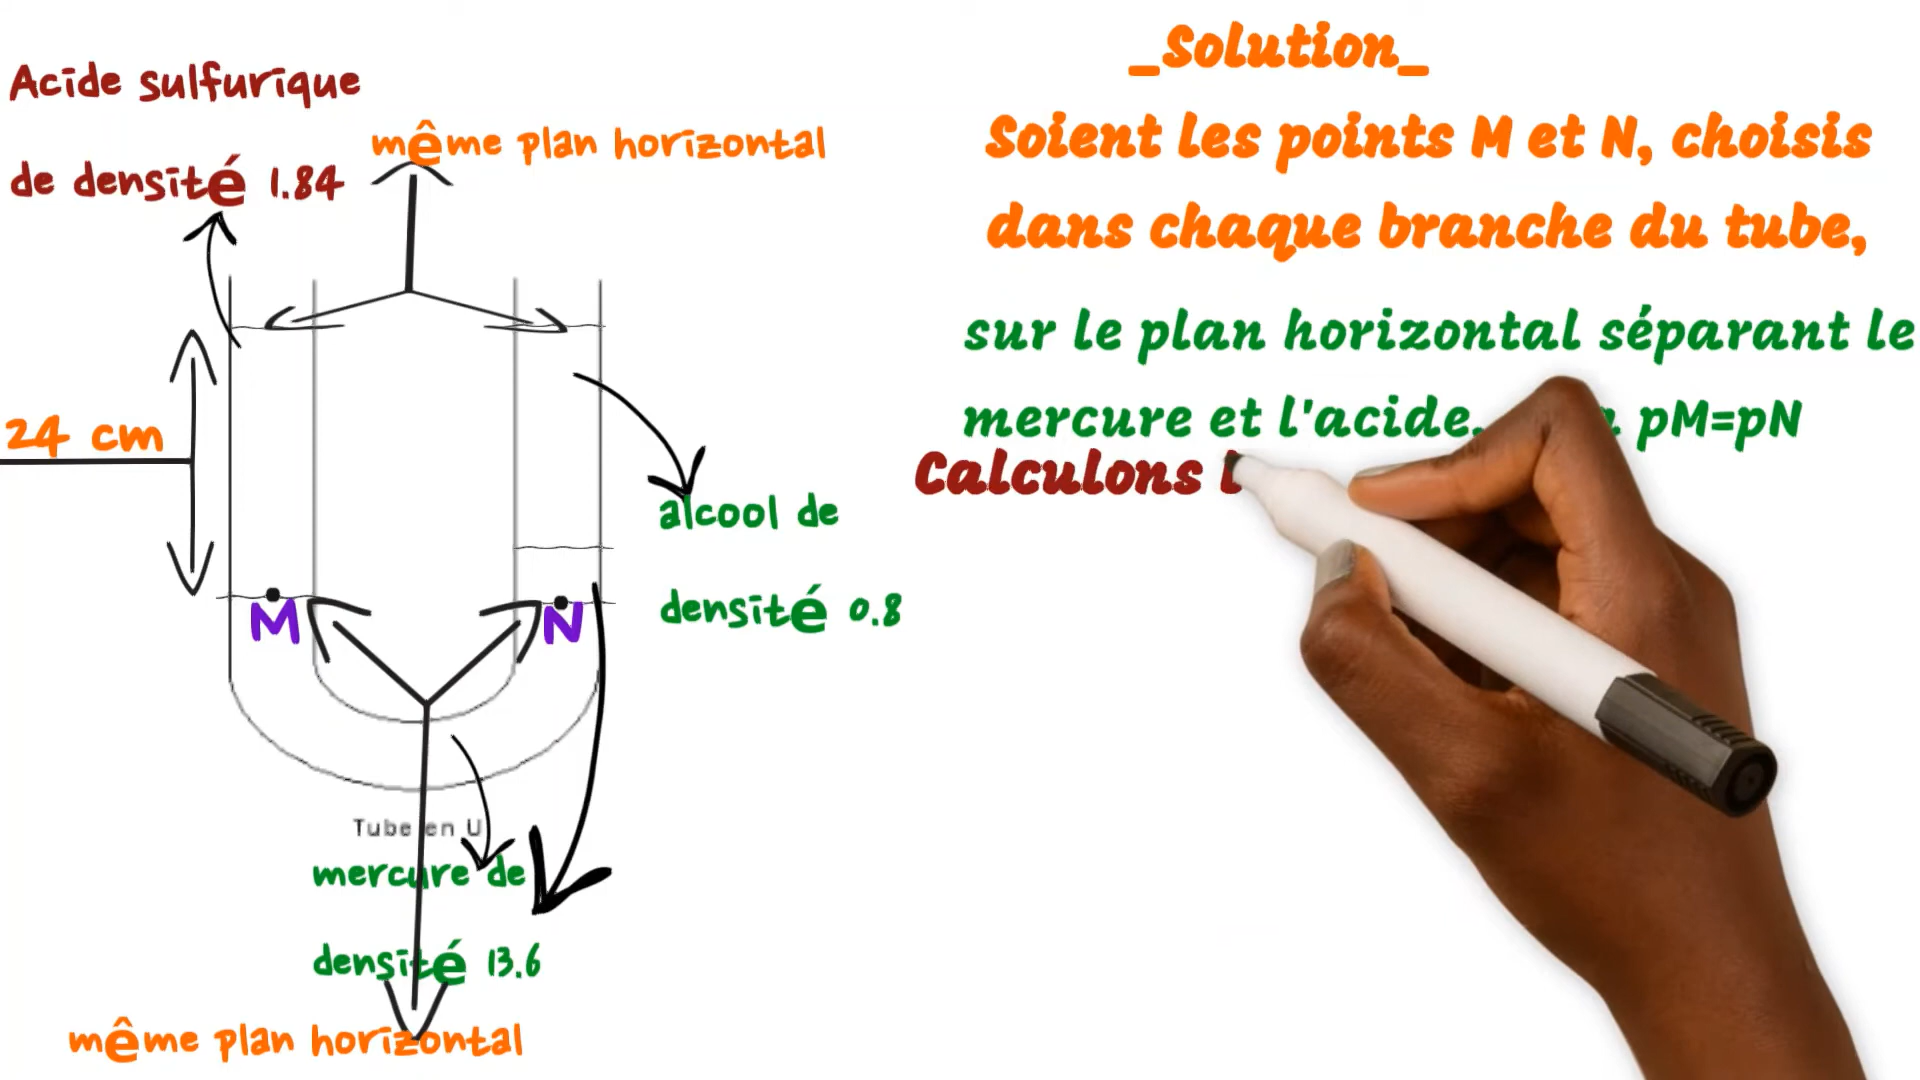 _Solution_
Soient les points M et N, choisis
dans chaque branche du tube,
sur le plan horizontal séparant le
mercure et l'acide. pM=pN
Calculons
Acide sulfurique
de densité 1.84
même plan horizontal
24 cm
alcool de
densité 0.8
M
N
Tube en U
mercure de
densité 13.6
même plan horizontal